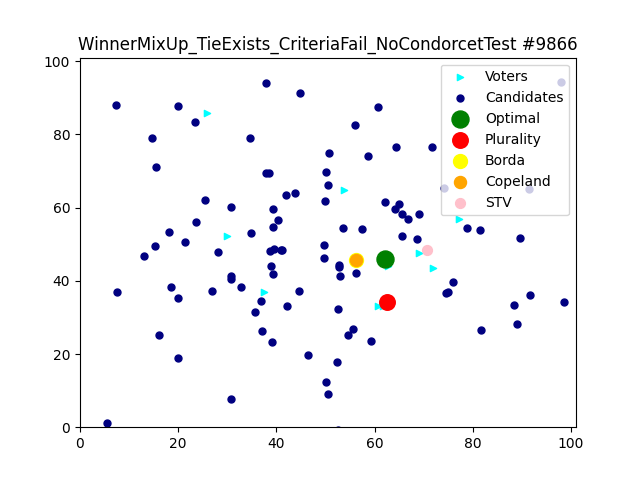 WinnerMixUp_TieExists_CriteriaFail_NoCondorcetTest #9866
100
80
60
40
20
0
0
20
40
60
80
100
Voters
Candidates
Optimal
Plurality
Borda
Copeland
STV